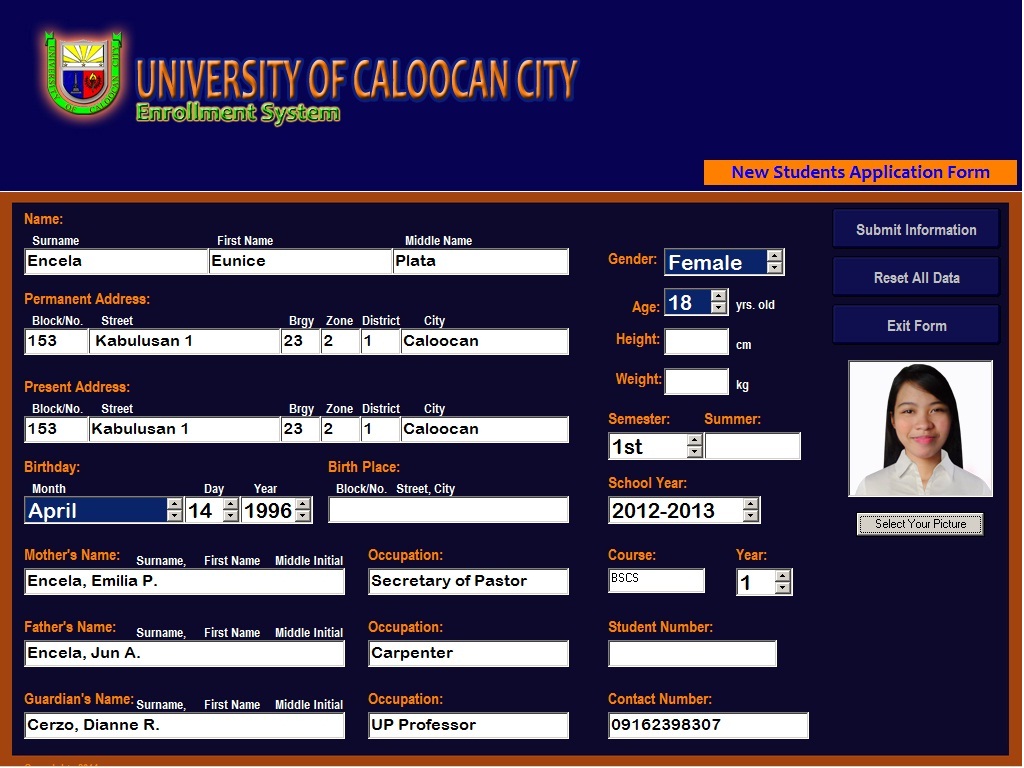 UNIVERSITY OF CALOOCAN CITY
Enrollment System
New Students Application Form
Name:
Surname First Name Middle Name
Encela Eunice Plata
Gender: Female
Submit Information
Reset All Data
Exit Form
Permanent Address:
Block/No. Street Brgy Zone District City
153 Kabulusan 1 23 2 1 Caloocan
Age: 18 yrs. old
Height: cm
Weight: kg
Present Address:
Block/No. Street Brgy Zone District City
153 Kabulusan 1 23 2 1 Caloocan
Semester: Summer:
1st
Birthday: Birth Place:
Month Day Year Block/No. Street, City
April 14 1996
School Year:
2012-2013
Select Your Picture
Mother's Name: Surname, First Name Middle Initial Occupation:
Encela, Emilia P. Secretary of Pastor
Course: Year:
BSCS 1
Father's Name: Surname, First Name Middle Initial Occupation:
Encela, Jun A. Carpenter
Student Number:
Guardian's Name: Surname, First Name Middle Initial Occupation:
Cerzo, Dianne R. UP Professor
Contact Number:
09162398307